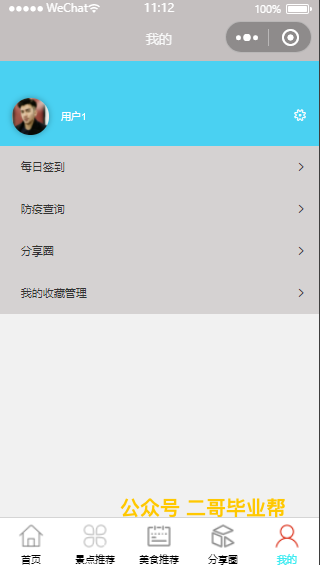 WeChat 11:12 100%
我的
用户1
每日签到
防疫查询
分享圈
我的收藏管理
公众号 二哥毕业帮
首页 景点推荐 美食推荐 分享圈 我的